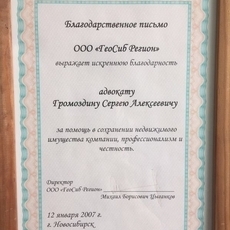 Благодарственное письмо
ООО «ГеоСиб Регион»
выражает искреннюю благодарность
адвокату
Громоздину Сергею Алексеевичу
за помощь в сохранении недвижимого
имущества компании, профессионализм и
честность.
Директор
ООО «ГеоСиб Регион»
Михаил Борисович Цыганков
12 января 2007 г.
г. Новосибирск